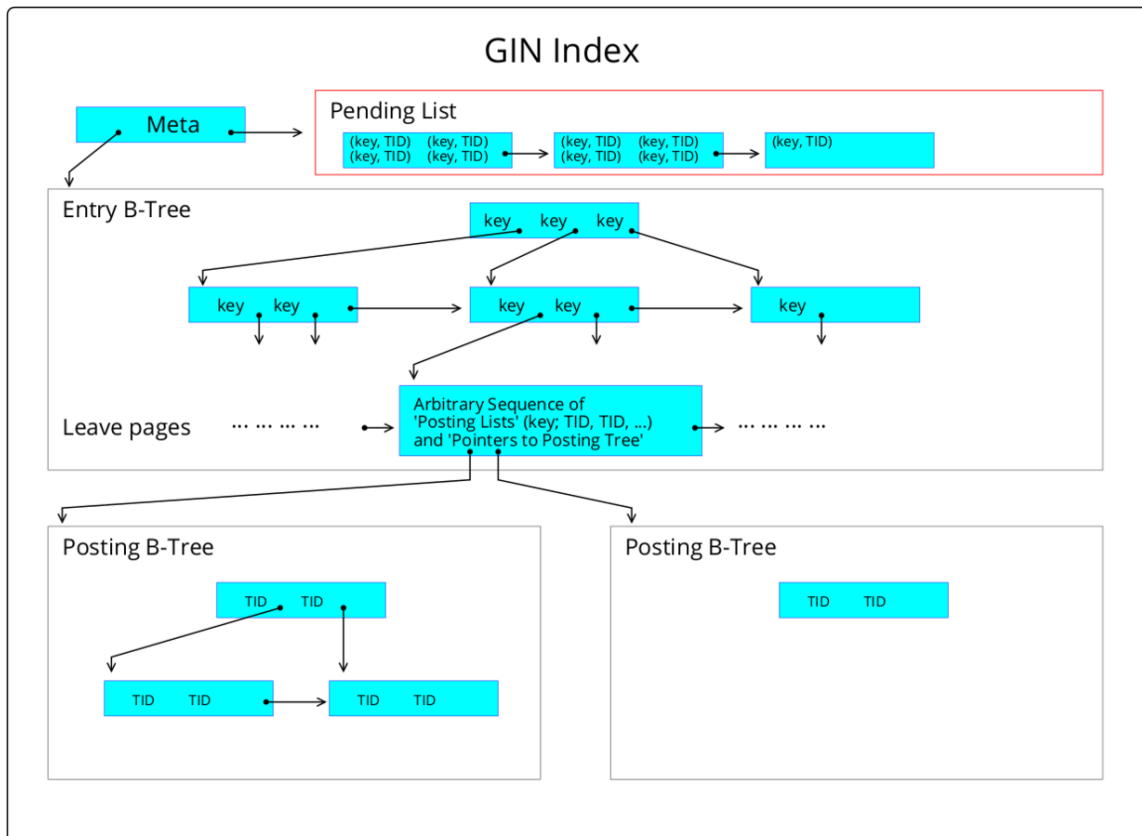 GIN Index
Meta
Pending List
(key, TID) (key, TID)
(key, TID) (key, TID)
(key, TID) (key, TID)
(key, TID) (key, TID)
(key, TID)
Entry B-Tree
key key key
key key
key key
key
Leave pages
... ... ... ...
Arbitrary Sequence of
'Posting Lists' (key; TID, TID, ...)
and 'Pointers to Posting Tree'
... ... ... ...
Posting B-Tree
TID TID
TID TID
TID TID
Posting B-Tree
TID TID